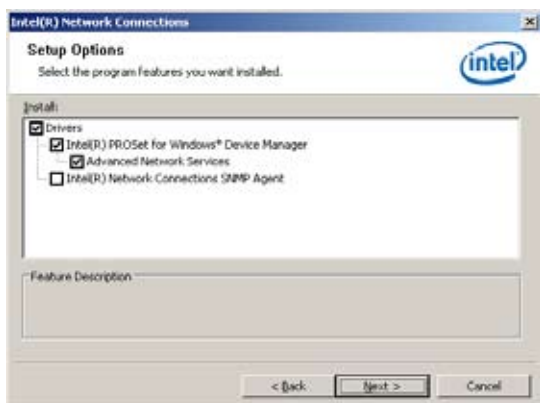 Intel(R) Network Connections
Setup Options
Select the program features you want installed.
intel
Install:
Drivers
Intel(R) PROSet for Windows* Device Manager
Advanced Network Services
Intel(R) Network Connections SNMP Agent
Feature Description
< Back
Next >
Cancel